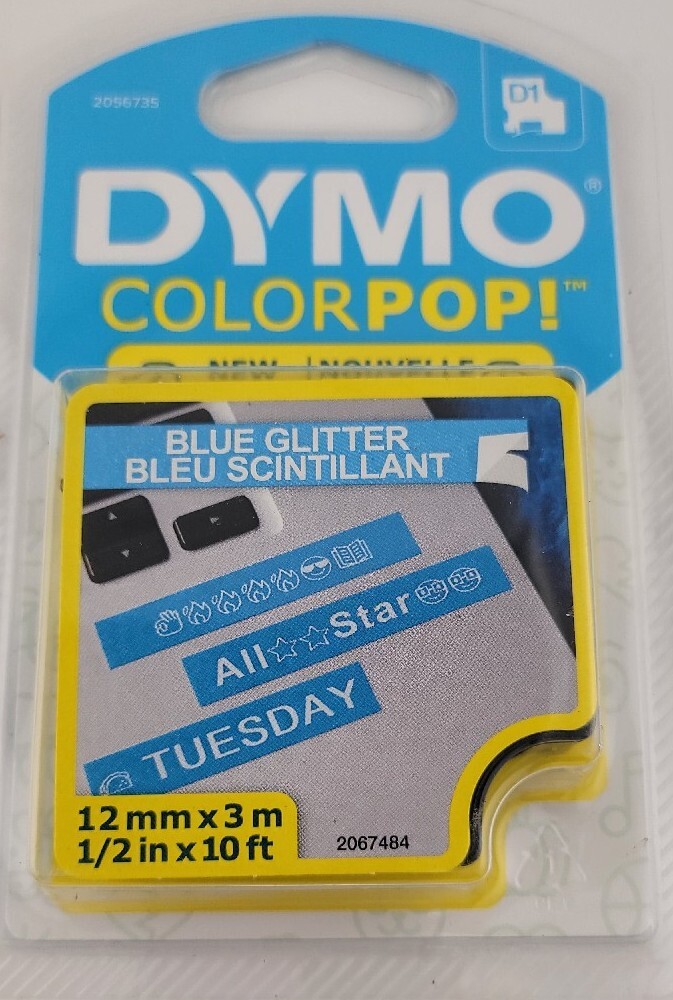 2056735
D1
DYMO®
COLORPOP!™
NEW | NOUVELLE
BLUE GLITTER
BLEU SCINTILLANT
All☆☆Star
TUESDAY
12 mm x 3 m
1/2 in x 10 ft
2067484